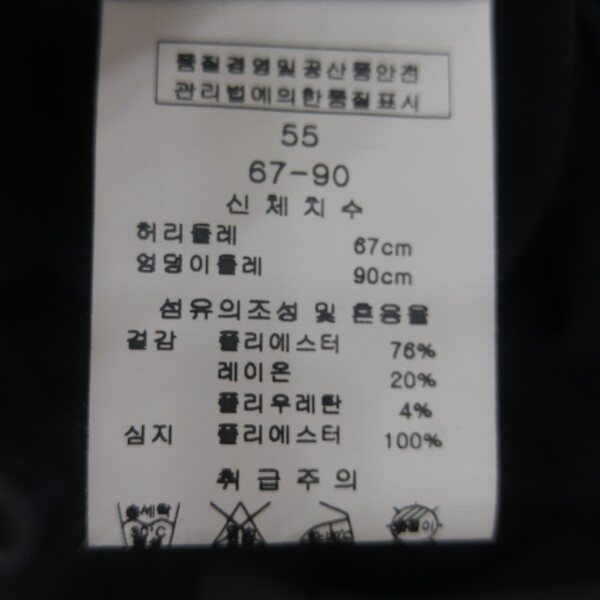 품질경영및공산품안전
관리법에의한품질표시
55
67-90
신체치수
허리둘레 67cm
엉덩이둘레 90cm
섬유의조성 및 혼용율
겉감 폴리에스터 76%
레이온 20%
폴리우레탄 4%
심지 폴리에스터 100%
취급주의
손세탁
30℃